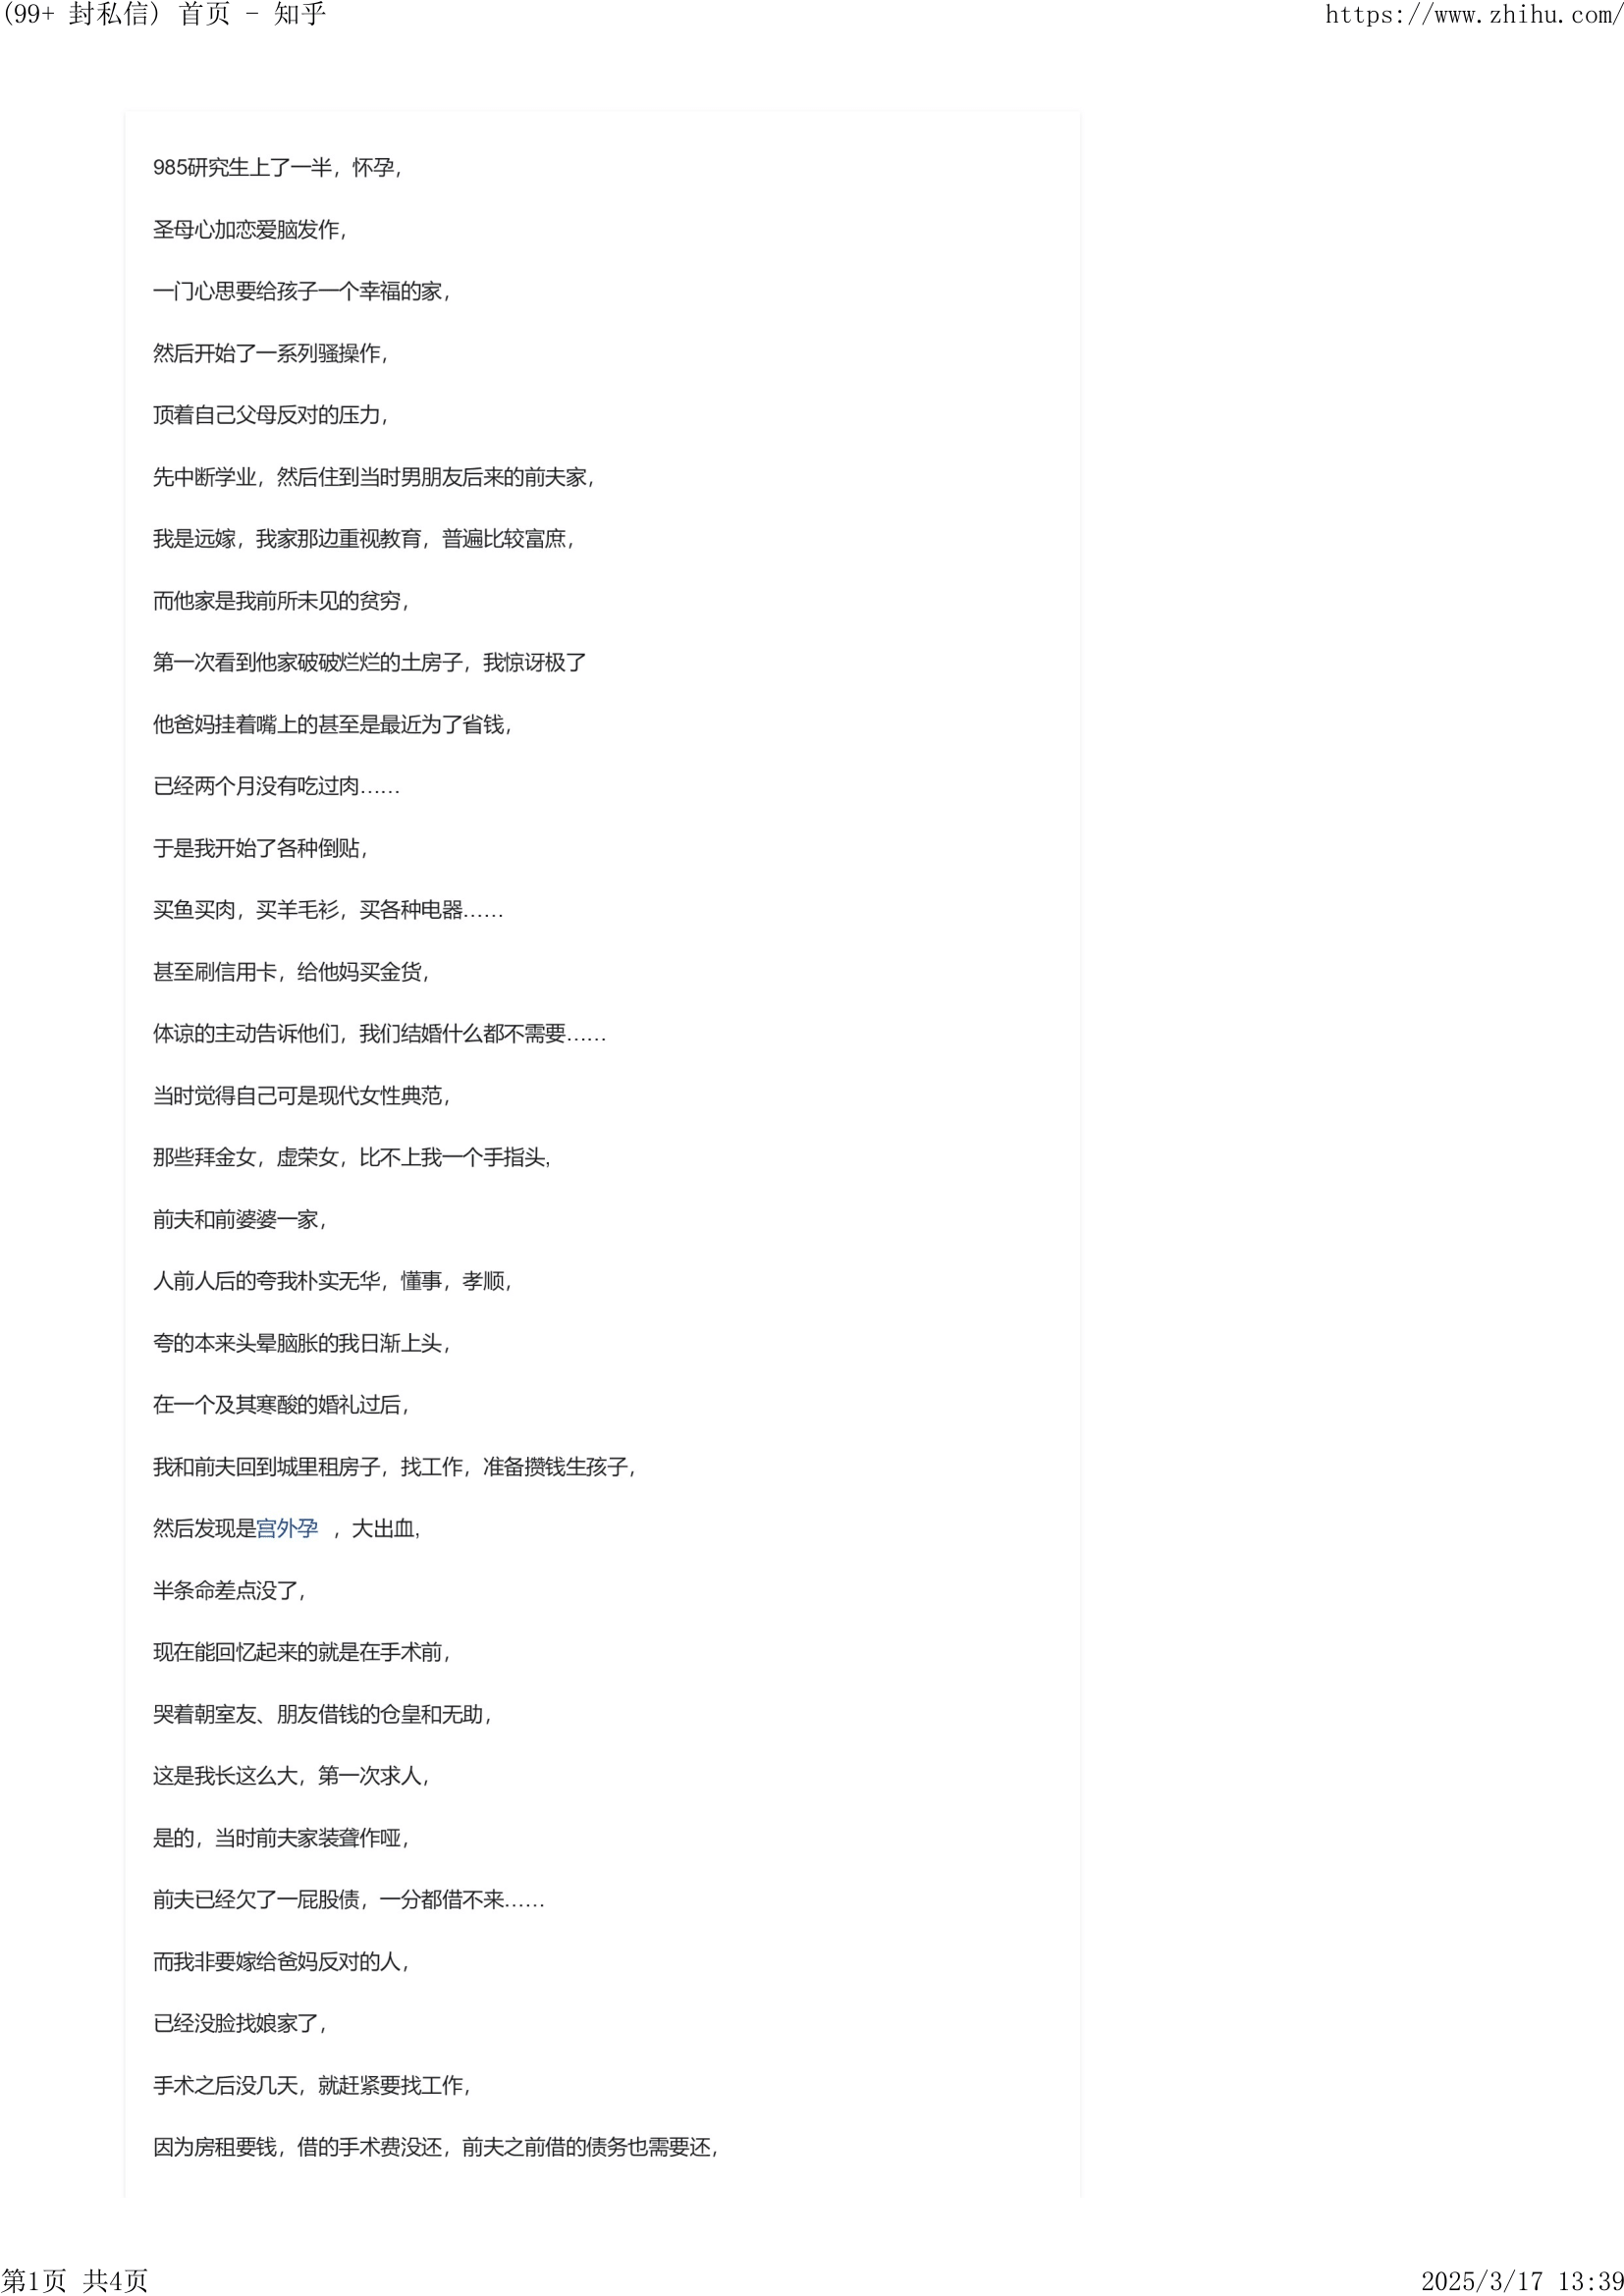 (99+ 封私信) 首页 - 知乎
https://www.zhihu.com/
985研究生上了一半，怀孕，
圣母心加恋爱脑发作，
一门心思要给孩子一个幸福的家，
然后开始了一系列骚操作，
顶着自己父母反对的压力，
先中断学业，然后住到当时男朋友后来的前夫家，
我是远嫁，我家那边重视教育，普遍比较富庶，
而他家是我前所未见的贫穷，
第一次看到他家破破烂烂的土房子，我惊讶极了
他爸妈挂着嘴上的甚至是最近为了省钱，
已经两个月没有吃过肉……
于是我开始了各种倒贴，
买鱼买肉，买羊毛衫，买各种电器……
甚至刷信用卡，给他妈买金货，
体谅的主动告诉他们，我们结婚什么都不需要……
当时觉得自己可是现代女性典范，
那些拜金女，虚荣女，比不上我一个手指头，
前夫和前婆婆一家，
人前人后的夸我朴实无华，懂事，孝顺，
夸的本来头晕脑胀的我日渐上头，
在一个及其寒酸的婚礼过后，
我和前夫回到城里租房子，找工作，准备攒钱生孩子，
然后发现是宫外孕 ，大出血，
半条命差点没了，
现在能回忆起来的就是在手术前，
哭着朝室友、朋友借钱的仓皇和无助，
这是我长这么大，第一次求人，
是的，当时前夫家装聋作哑，
前夫已经欠了一屁股债，一分都借不来……
而我非要嫁给爸妈反对的人，
已经没脸找娘家了，
手术之后没几天，就赶紧要找工作，
因为房租要钱，借的手术费没还，前夫之前借的债务也需要还，
第1页 共4页
2025/3/17 13:39